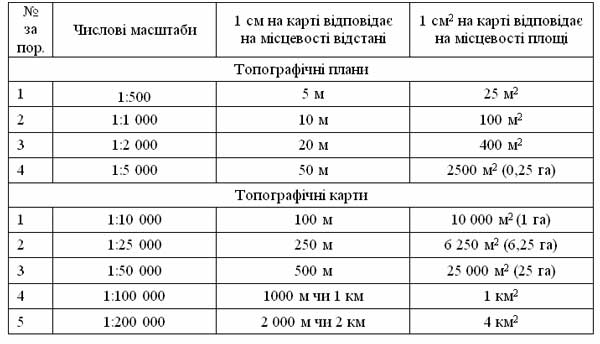 № за пор. Числові масштаби 1 см на карті відповідає на місцевості відстані 1 см² на карті відповідає на місцевості площі
Топографічні плани
1 1:500 5 м 25 м²
2 1:1 000 10 м 100 м²
3 1:2 000 20 м 400 м²
4 1:5 000 50 м 2500 м² (0,25 га)
Топографічні карти
1 1:10 000 100 м 10 000 м² (1 га)
2 1:25 000 250 м 6 250 м² (6,25 га)
3 1:50 000 500 м 25 000 м² (25 га)
4 1:100 000 1000 м чи 1 км 1 км²
5 1:200 000 2 000 м чи 2 км 4 км²